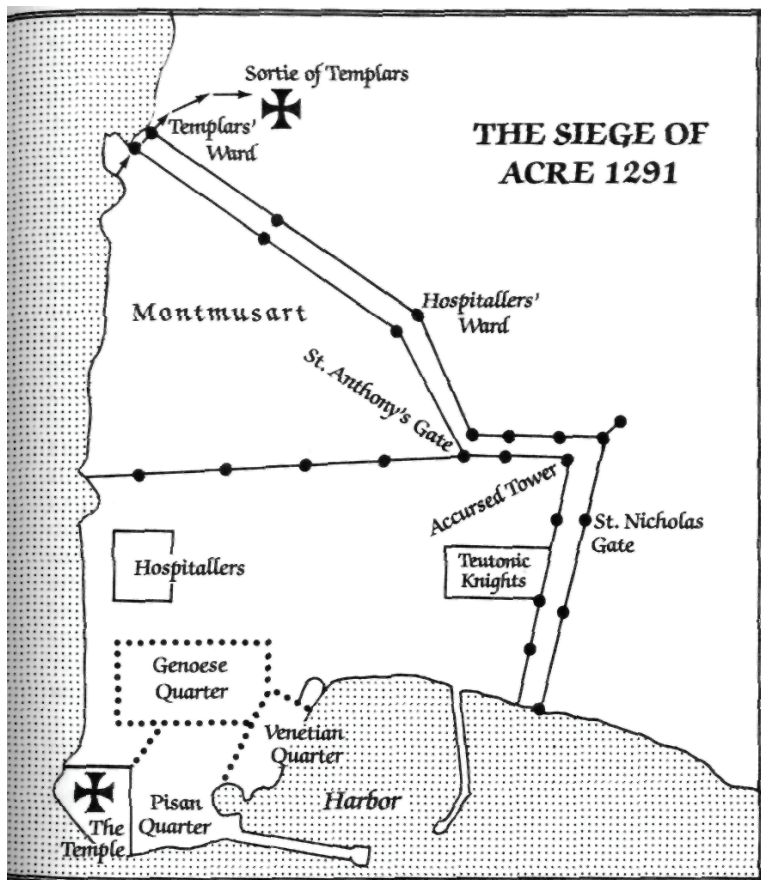 Sortie of Templars
Templars'
Ward
THE SIEGE OF
ACRE 1291
Hospitallers'
Ward
Montmusart
St. Anthony's Gate
Accursed Tower
St. Nicholas
Gate
Hospitallers
Teutonic
Knights
Genoese
Quarter
Venetian
Quarter
Harbor
Pisan
Quarter
The
Temple